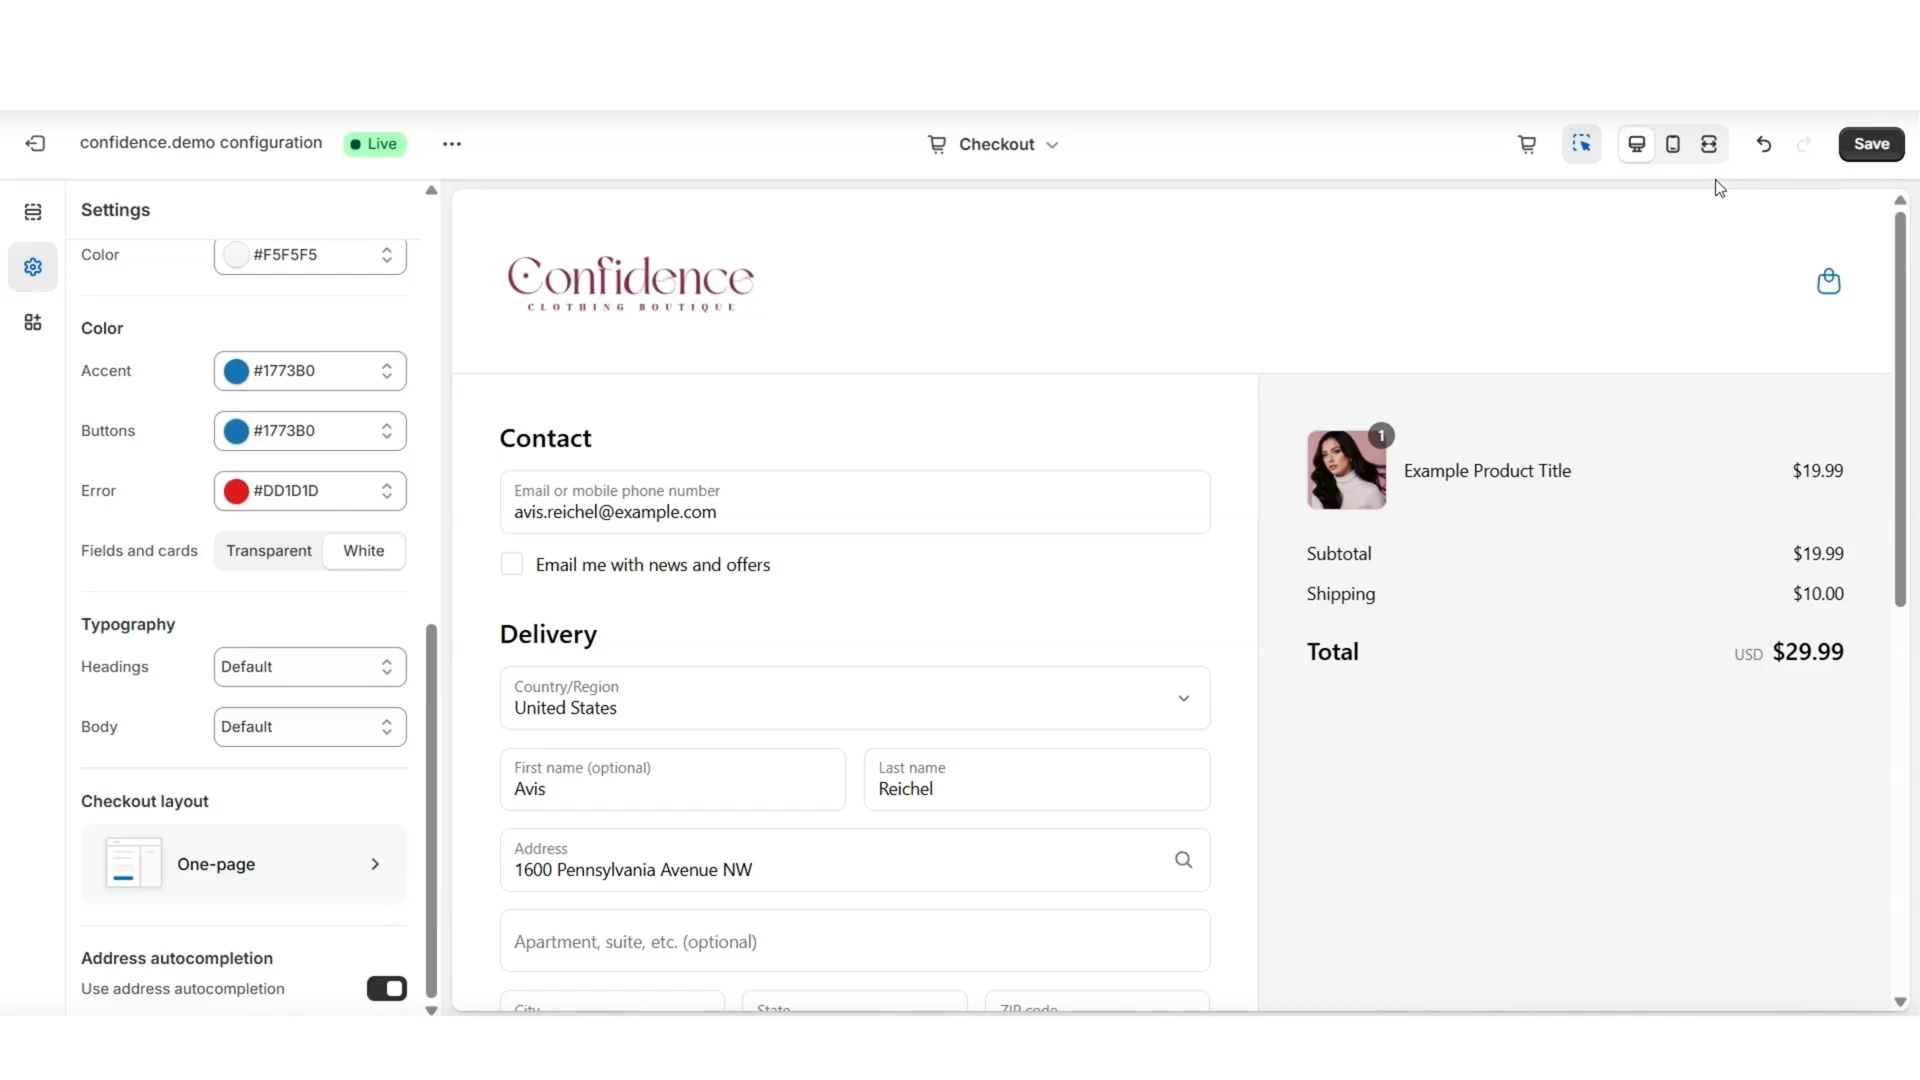 confidence.demo configuration
Live
Checkout
Save
Settings
Color
#F5F5F5
Color
Accent
#1773B0
Buttons
#1773B0
Error
#DD1D1D
Fields and cards
Transparent
White
Typography
Headings
Default
Body
Default
Checkout layout
One-page
Address autocompletion
Use address autocompletion
Confidence
CLOTHING BOUTIQUE
Contact
Email or mobile phone number
avis.reichel@example.com
Email me with news and offers
Delivery
Country/Region
United States
First name (optional)
Avis
Last name
Reichel
Address
1600 Pennsylvania Avenue NW
Apartment, suite, etc. (optional)
City
State
ZIP code
1
Example Product Title
$19.99
Subtotal
$19.99
Shipping
$10.00
Total
USD $29.99